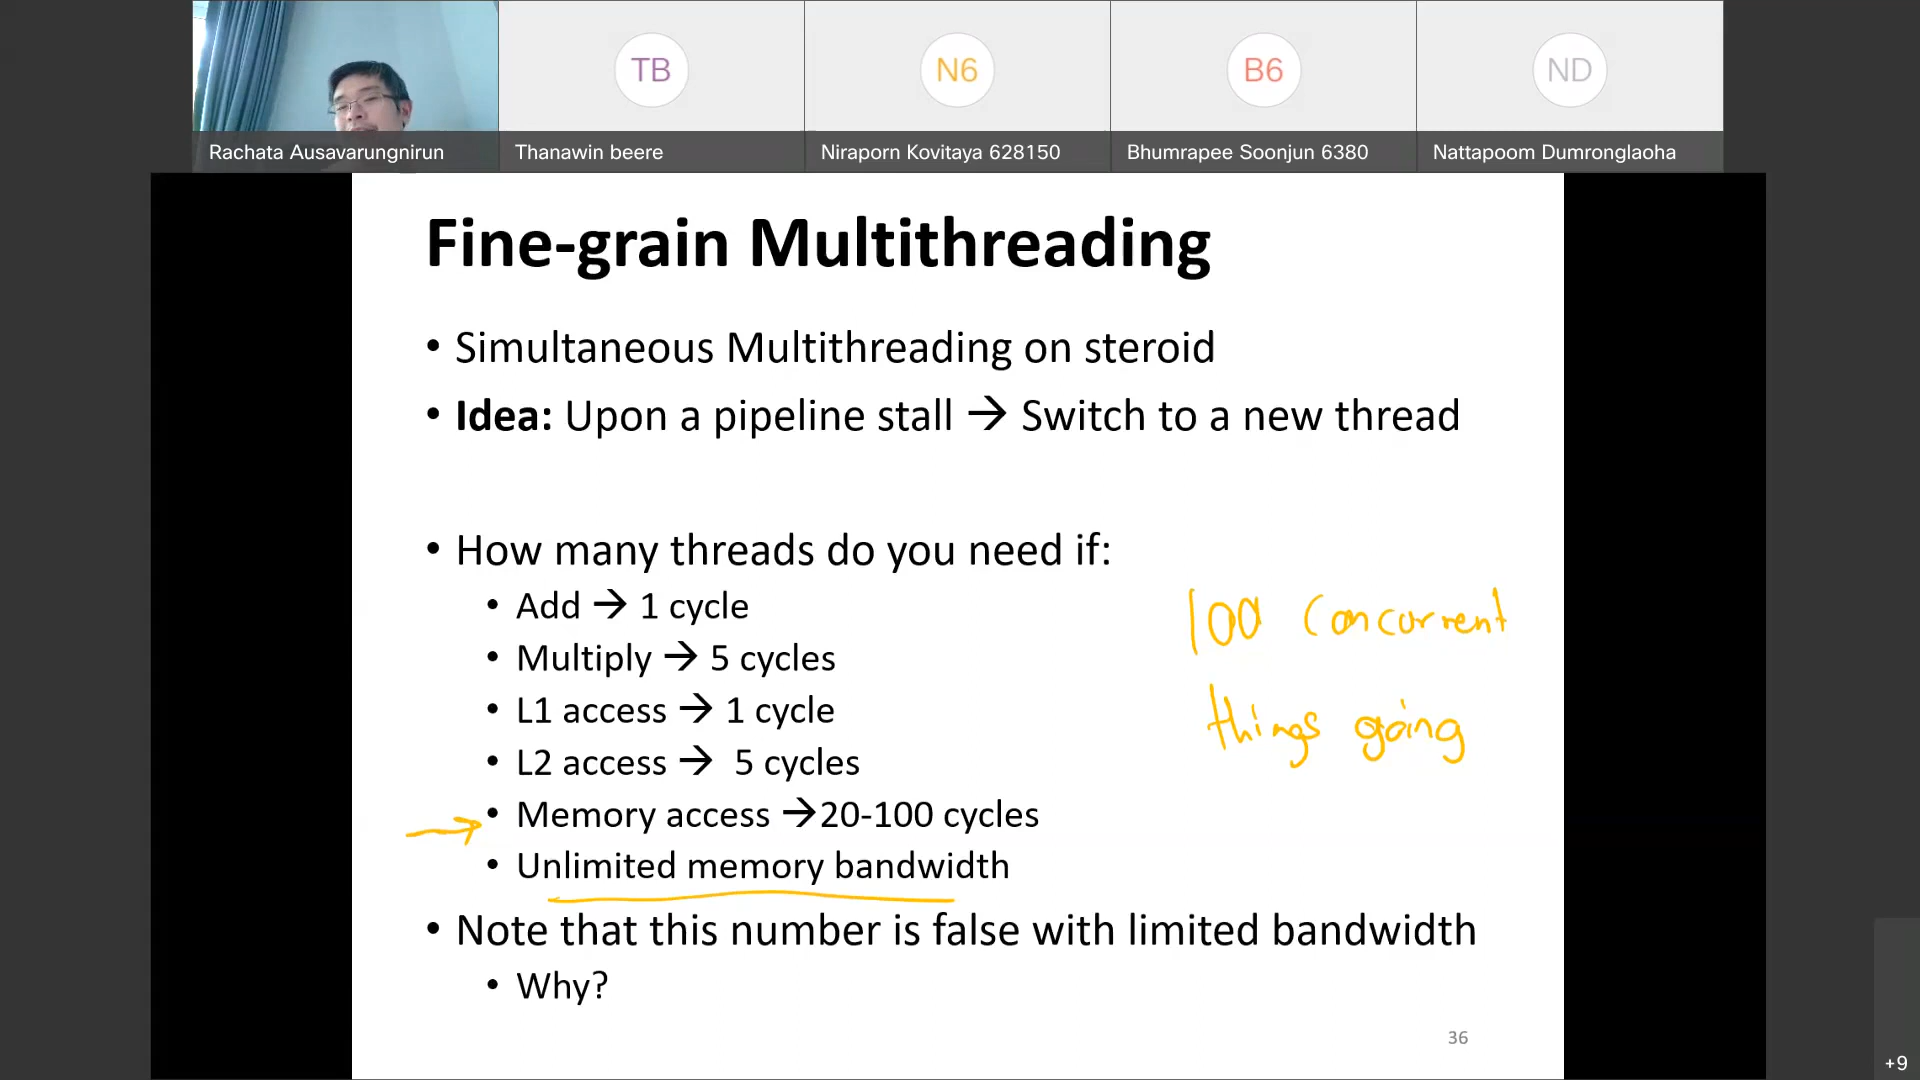 TB
N6
B6
ND
Rachata Ausavarungnirun
Thanawin beere
Niraporn Kovitaya 628150
Bhumrapee Soonjun 6380
Nattapoom Dumronglaoha
Fine-grain Multithreading
• Simultaneous Multithreading on steroid
• Idea: Upon a pipeline stall → Switch to a new thread
• How many threads do you need if:
• Add → 1 cycle
• Multiply → 5 cycles
• L1 access → 1 cycle
• L2 access → 5 cycles
• Memory access →20-100 cycles
• Unlimited memory bandwidth
100 concurrent
things going
• Note that this number is false with limited bandwidth
• Why?
36
+9